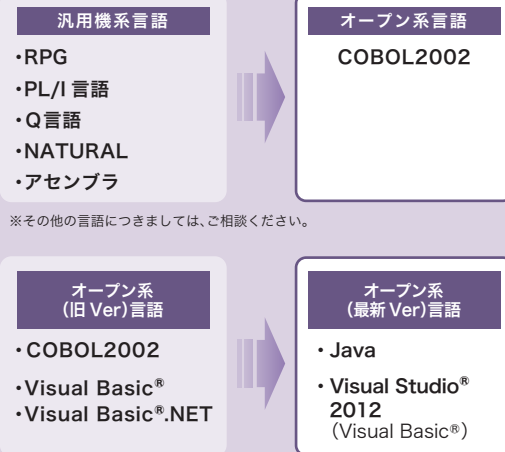 汎用機系言語
・RPG
・PL/I 言語
・Q言語
・NATURAL
・アセンブラ
オープン系言語
COBOL2002
※その他の言語につきましては、ご相談ください。
オープン系
(旧 Ver)言語
・COBOL2002
・Visual Basic®
・Visual Basic®.NET
オープン系
(最新 Ver)言語
・Java
・Visual Studio®
2012
（Visual Basic®）